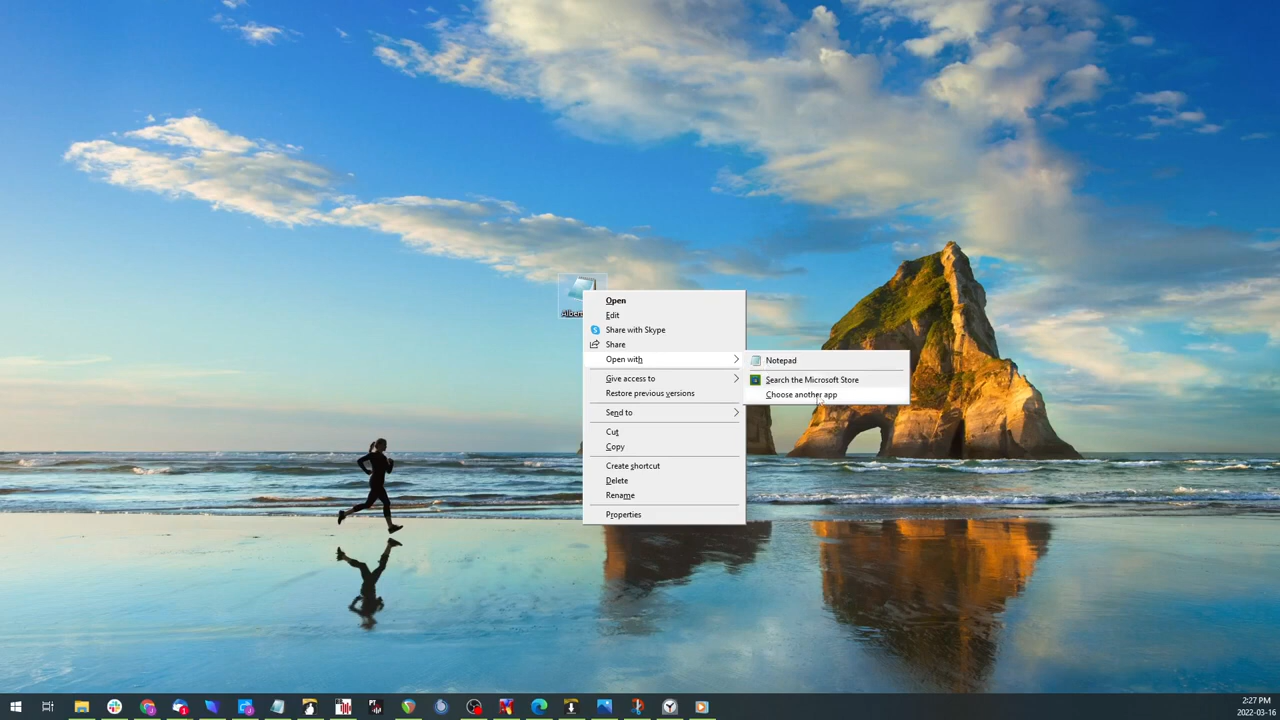 Open
Edit
Share with Skype
Share
Open with
Give access to
Restore previous versions
Send to
Cut
Copy
Create shortcut
Delete
Rename
Properties
Notepad
Search the Microsoft Store
Choose another app
2:27 PM
2022-03-16